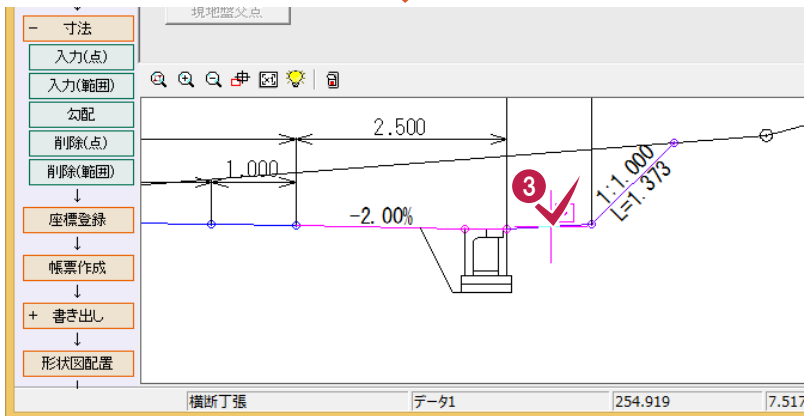 現地盤交点
↓
− 寸法
入力(点)
入力(範囲)
勾配
削除(点)
削除(範囲)
↓
座標登録
↓
帳票作成
↓
+ 書き出し
↓
形状図配置
2.500
1.000
-2.00%
3
1:1.000
L=1.373
横断丁張
データ1
254.919
7.517